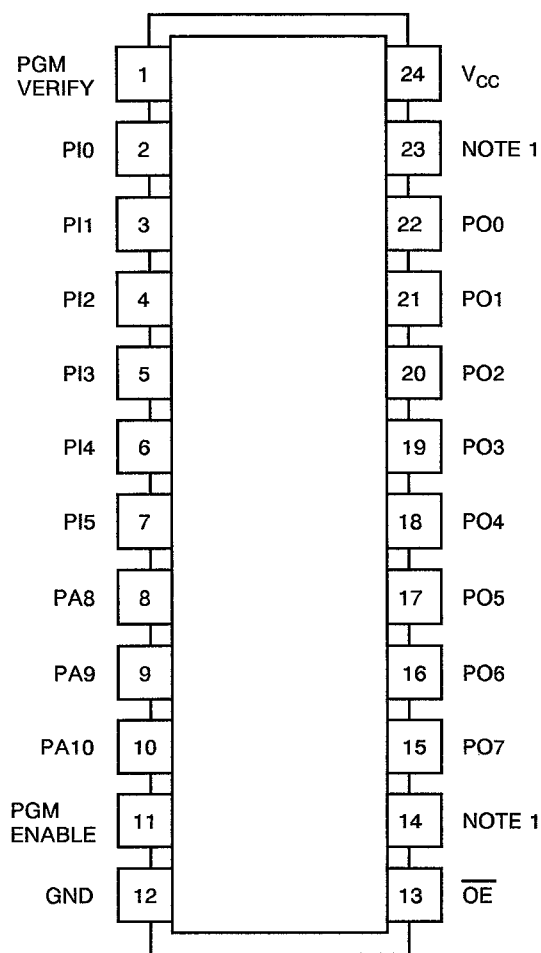 PGM
VERIFY 1 24 VCC
PI0 2 23 NOTE 1
PI1 3 22 PO0
PI2 4 21 PO1
PI3 5 20 PO2
PI4 6 19 PO3
PI5 7 18 PO4
PA8 8 17 PO5
PA9 9 16 PO6
PA10 10 15 PO7
PGM
ENABLE 11 14 NOTE 1
GND 12 13 O̅E̅